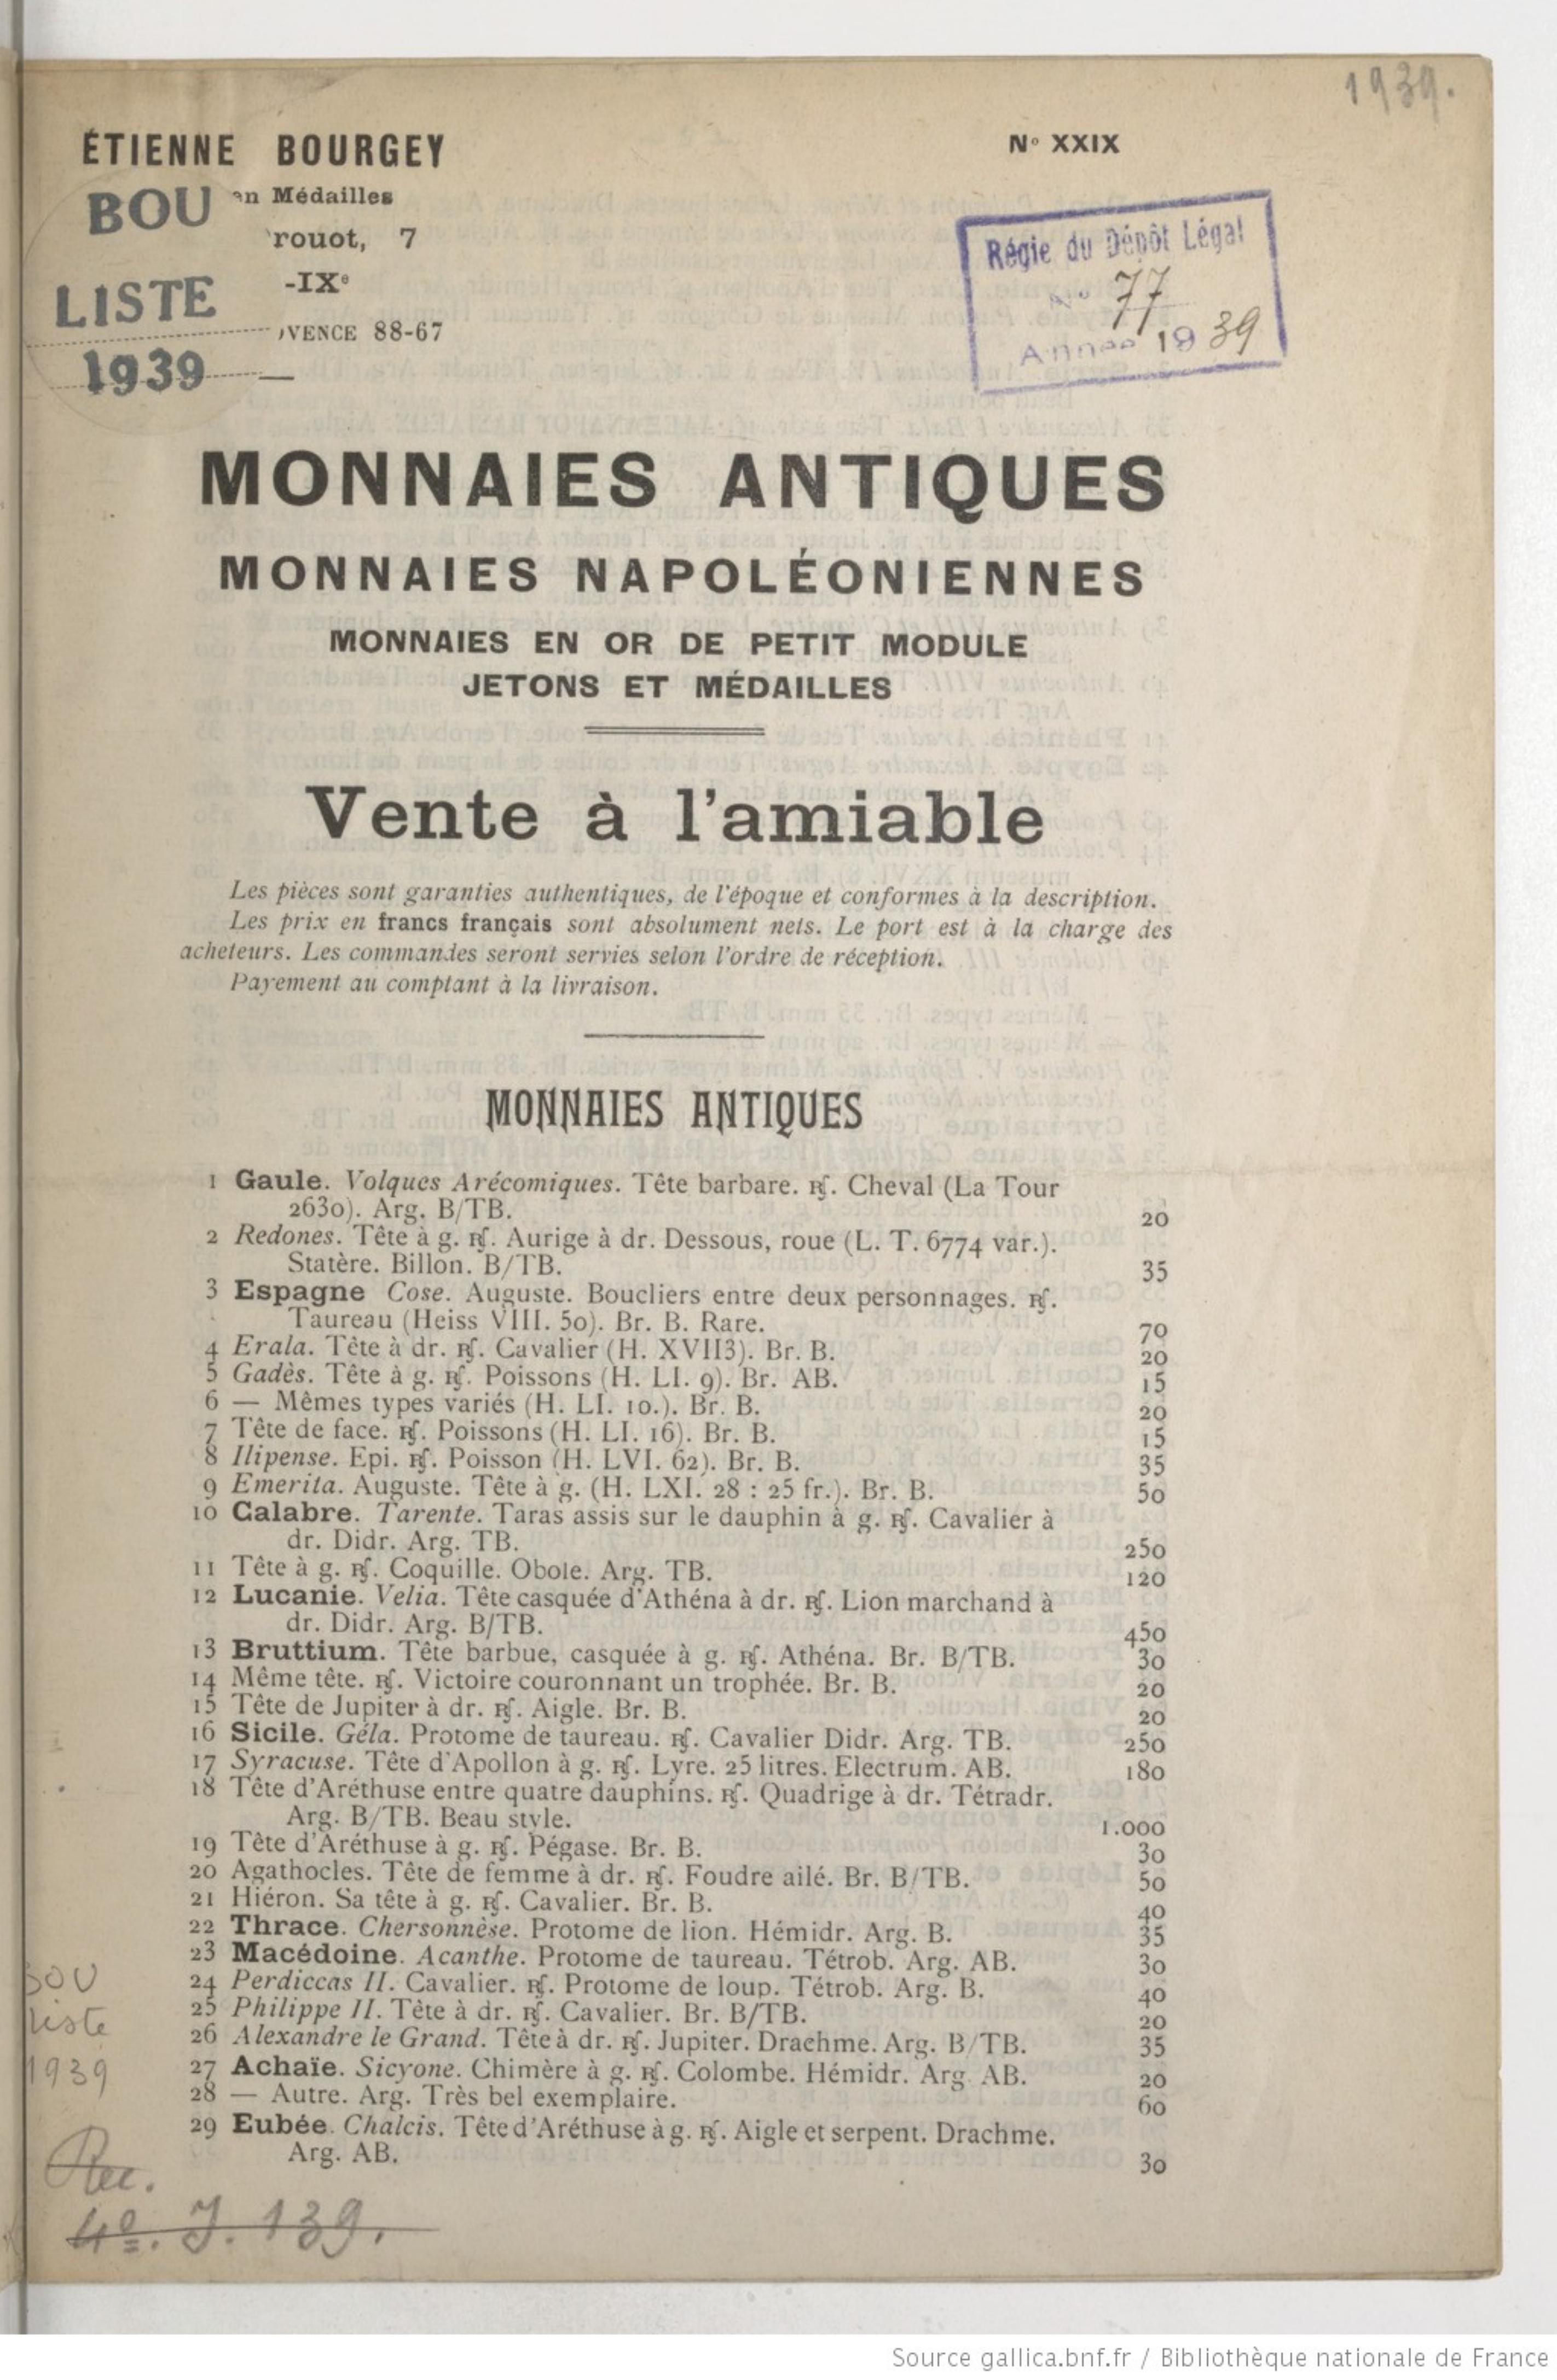 1939.
ÉTIENNE BOURGEY
N° XXIX
BOU
en Médailles
rouot, 7
LISTE
-IXe
VENCE 88-67
1939
Régie du Dépôt Légal
N° 77
Année 1939
MONNAIES ANTIQUES
MONNAIES NAPOLÉONIENNES
MONNAIES EN OR DE PETIT MODULE
JETONS ET MÉDAILLES
Vente à l'amiable
Les pièces sont garanties authentiques, de l'époque et conformes à la description.
Les prix en francs français sont absolument nets. Le port est à la charge des
acheteurs. Les commandes seront servies selon l'ordre de réception.
Payement au comptant à la livraison.
MONNAIES ANTIQUES
1 Gaule. Volques Arécomiques. Tête barbare. ℟. Cheval (La Tour
2630). Arg. B/TB. 20
2 Redones. Tête à g. ℟. Aurige à dr. Dessous, roue (L. T. 6774 var.).
Statère. Billon. B/TB. 35
3 Espagne Cose. Auguste. Boucliers entre deux personnages. ℟.
Taureau (Heiss VIII. 50). Br. B. Rare. 70
4 Erala. Tête à dr. ℟. Cavalier (H. XVII3). Br. B. 20
5 Gadès. Tête à g. ℟. Poissons (H. LI. 9). Br. AB. 15
6 — Mêmes types variés (H. LI. 10.). Br. B. 20
7 Tête de face. ℟. Poissons (H. LI. 16). Br. B. 15
8 Ilipense. Epi. ℟. Poisson (H. LVI. 62). Br. B. 35
9 Emerita. Auguste. Tête à g. (H. LXI. 28 : 25 fr.). Br. B. 50
10 Calabre. Tarente. Taras assis sur le dauphin à g. ℟. Cavalier à
dr. Didr. Arg. TB. 250
11 Tête à g. ℟. Coquille. Obole. Arg. TB. 120
12 Lucanie. Velia. Tête casquée d'Athéna à dr. ℟. Lion marchand à
dr. Didr. Arg. B/TB. 450
13 Bruttium. Tête barbue, casquée à g. ℟. Athéna. Br. B/TB. 30
14 Même tête. ℟. Victoire couronnant un trophée. Br. B. 20
15 Tête de Jupiter à dr. ℟. Aigle. Br. B. 20
16 Sicile. Géla. Protome de taureau. ℟. Cavalier Didr. Arg. TB. 250
17 Syracuse. Tête d'Apollon à g. ℟. Lyre. 25 litres. Electrum. AB. 180
18 Tête d'Aréthuse entre quatre dauphins. ℟. Quadrige à dr. Tétradr.
Arg. B/TB. Beau style. 1.000
19 Tête d'Aréthuse à g. ℟. Pégase. Br. B. 30
20 Agathocles. Tête de femme à dr. ℟. Foudre ailé. Br. B/TB. 50
21 Hiéron. Sa tête à g. ℟. Cavalier. Br. B. 40
22 Thrace. Chersonnèse. Protome de lion. Hémidr. Arg. B. 35
23 Macédoine. Acanthe. Protome de taureau. Tétrob. Arg. AB. 30
24 Perdiccas II. Cavalier. ℟. Protome de loup. Tétrob. Arg. B. 40
25 Philippe II. Tête à dr. ℟. Cavalier. Br. B/TB. 20
26 Alexandre le Grand. Tête à dr. ℟. Jupiter. Drachme. Arg. B/TB. 35
27 Achaïe. Sicyone. Chimère à g. ℟. Colombe. Hémidr. Arg. AB. 20
28 — Autre. Arg. Très bel exemplaire. 60
29 Eubée. Chalcis. Tête d'Aréthuse à g. ℟. Aigle et serpent. Drachme.
Arg. AB. 30
BOU
liste
1939
Rec.
4º. J. 139.
Source gallica.bnf.fr / Bibliothèque nationale de France